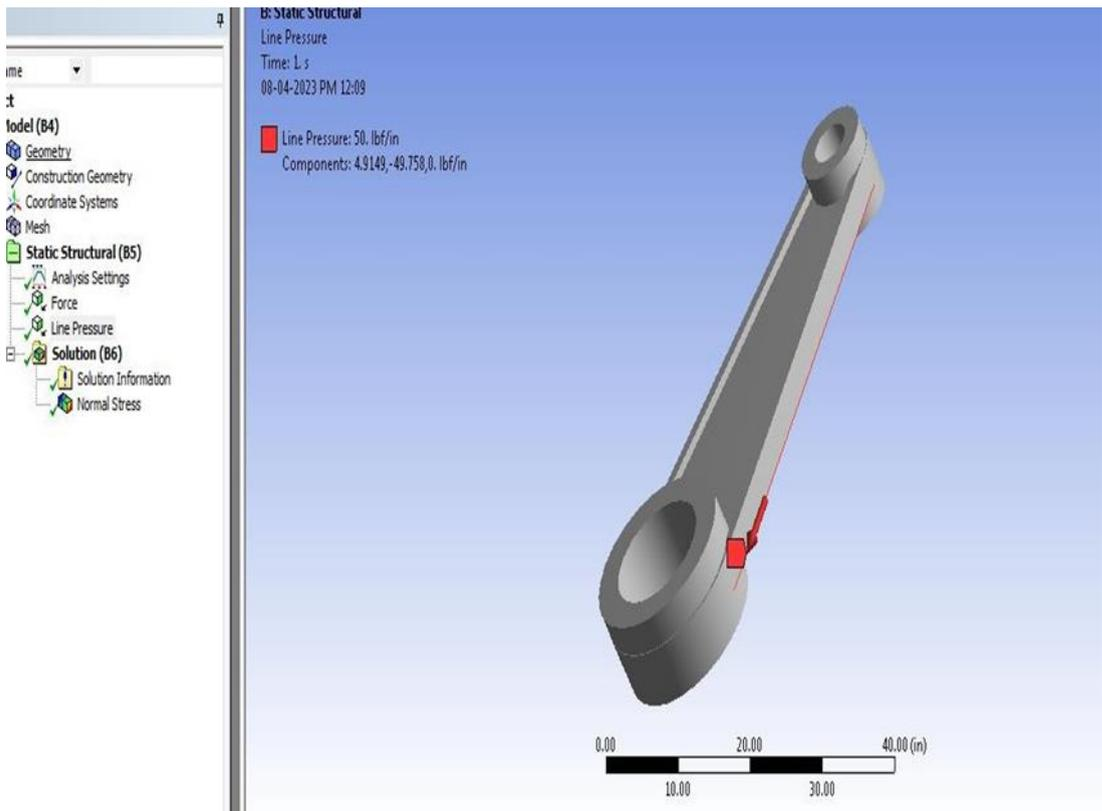 ame
ct
Model (B4)
Geometry
Construction Geometry
Coordinate Systems
Mesh
Static Structural (B5)
Analysis Settings
Force
Line Pressure
Solution (B6)
Solution Information
Normal Stress
B: Static Structural
Line Pressure
Time: 1. s
08-04-2023 PM 12:09
Line Pressure: 50. lbf/in
Components: 4.9149,-49.758,0. lbf/in
0.00 20.00 40.00 (in)
10.00 30.00